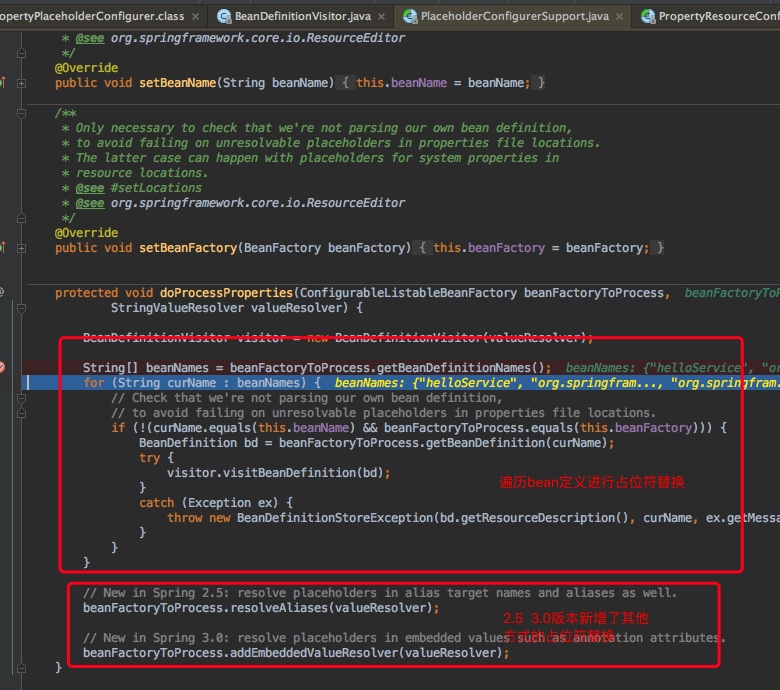 opertyPlaceholderConfigurer.class × BeanDefinitionVisitor.java × PlaceholderConfigurerSupport.java × PropertyResourceConf
* @see org.springframework.core.io.ResourceEditor
*/
@Override
public void setBeanName(String beanName) { this.beanName = beanName; }
/**
* Only necessary to check that we're not parsing our own bean definition,
* to avoid failing on unresolvable placeholders in properties file locations.
* The latter case can happen with placeholders for system properties in
* resource locations.
* @see #setLocations
* @see org.springframework.core.io.ResourceEditor
*/
@Override
public void setBeanFactory(BeanFactory beanFactory) { this.beanFactory = beanFactory; }
protected void doProcessProperties(ConfigurableListableBeanFactory beanFactoryToProcess, beanFactoryToP
StringValueResolver valueResolver) {
BeanDefinitionVisitor visitor = new BeanDefinitionVisitor(valueResolver);
String[] beanNames = beanFactoryToProcess.getBeanDefinitionNames(); beanNames: {"helloService", "or
for (String curName : beanNames) { beanNames: {"helloService", "org.springfram..., "org.springfram.
// Check that we're not parsing our own bean definition,
// to avoid failing on unresolvable placeholders in properties file locations.
if (!(curName.equals(this.beanName) && beanFactoryToProcess.equals(this.beanFactory))) {
BeanDefinition bd = beanFactoryToProcess.getBeanDefinition(curName);
try {
visitor.visitBeanDefinition(bd);
遍历bean定义进行占位符替换
}
catch (Exception ex) {
throw new BeanDefinitionStoreException(bd.getResourceDescription(), curName, ex.getMessa
}
}
}
// New in Spring 2.5: resolve placeholders in alias target names and aliases as well.
beanFactoryToProcess.resolveAliases(valueResolver);
2.5 3.0版本新增了其他
方式的占位符替换
// New in Spring 3.0: resolve placeholders in embedded values such as annotation attributes.
beanFactoryToProcess.addEmbeddedValueResolver(valueResolver);
}